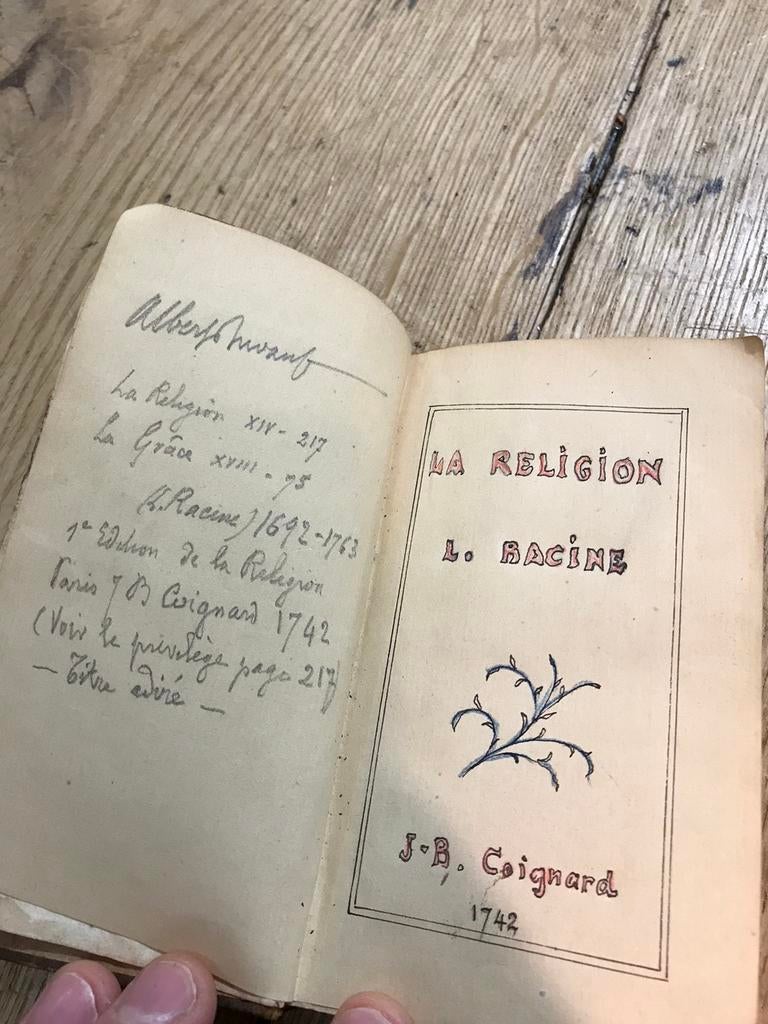 La Religion XIV - 217
La Grâce XVIII - 75
(L. Racine) 1692-1763
1e Edition de la Religion
Paris J B Coignard 1742
(Voir le privilège page 217)
— Titre adiré —
LA RELIGION
L. RACINE
J-B. Coignard
1742